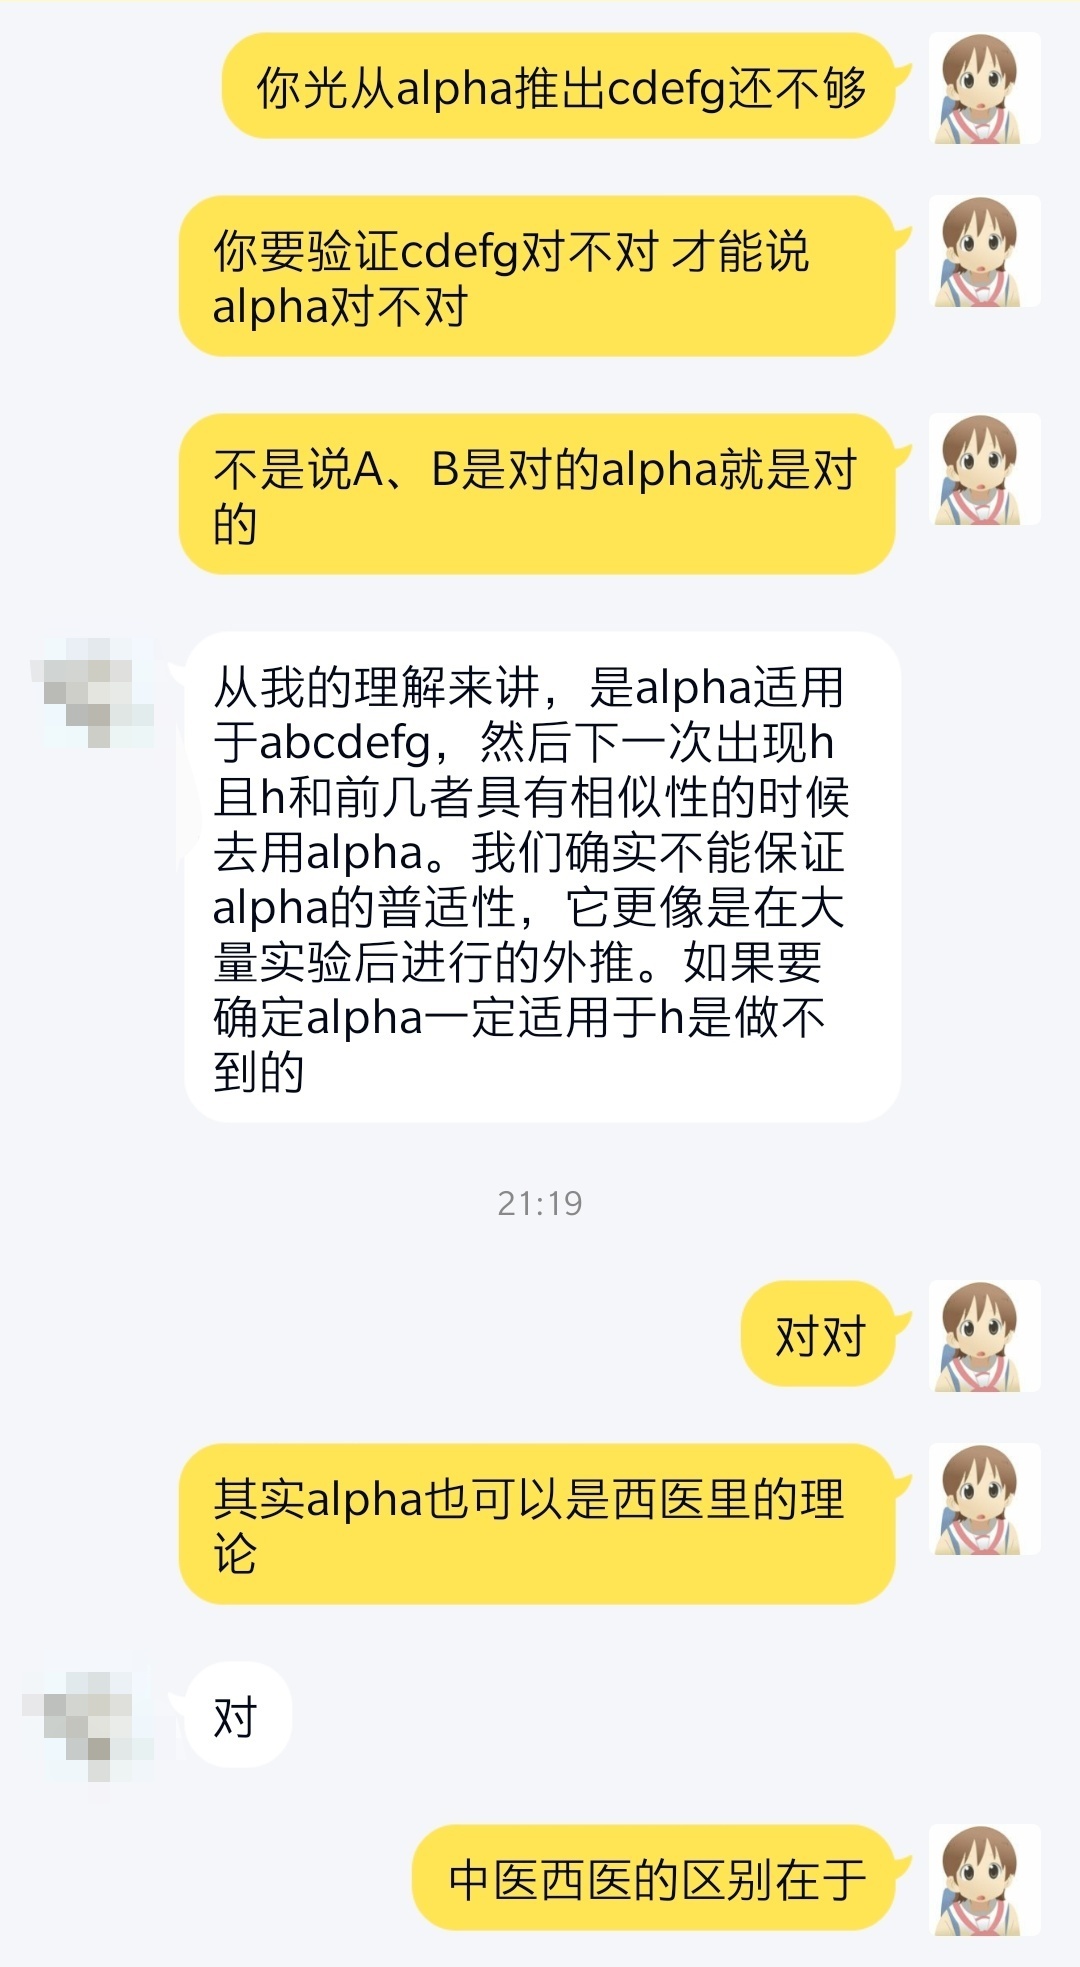 你光从alpha推出cdefg还不够
你要验证cdefg对不对 才能说
alpha对不对
不是说A、B是对的alpha就是对
的
从我的理解来讲，是alpha适用
于abcdefg，然后下一次出现h
且h和前几者具有相似性的时候
去用alpha。我们确实不能保证
alpha的普适性，它更像是在大
量实验后进行的外推。如果要
确定alpha一定适用于h是做不
到的
21:19
对对
其实alpha也可以是西医里的理
论
对
中医西医的区别在于